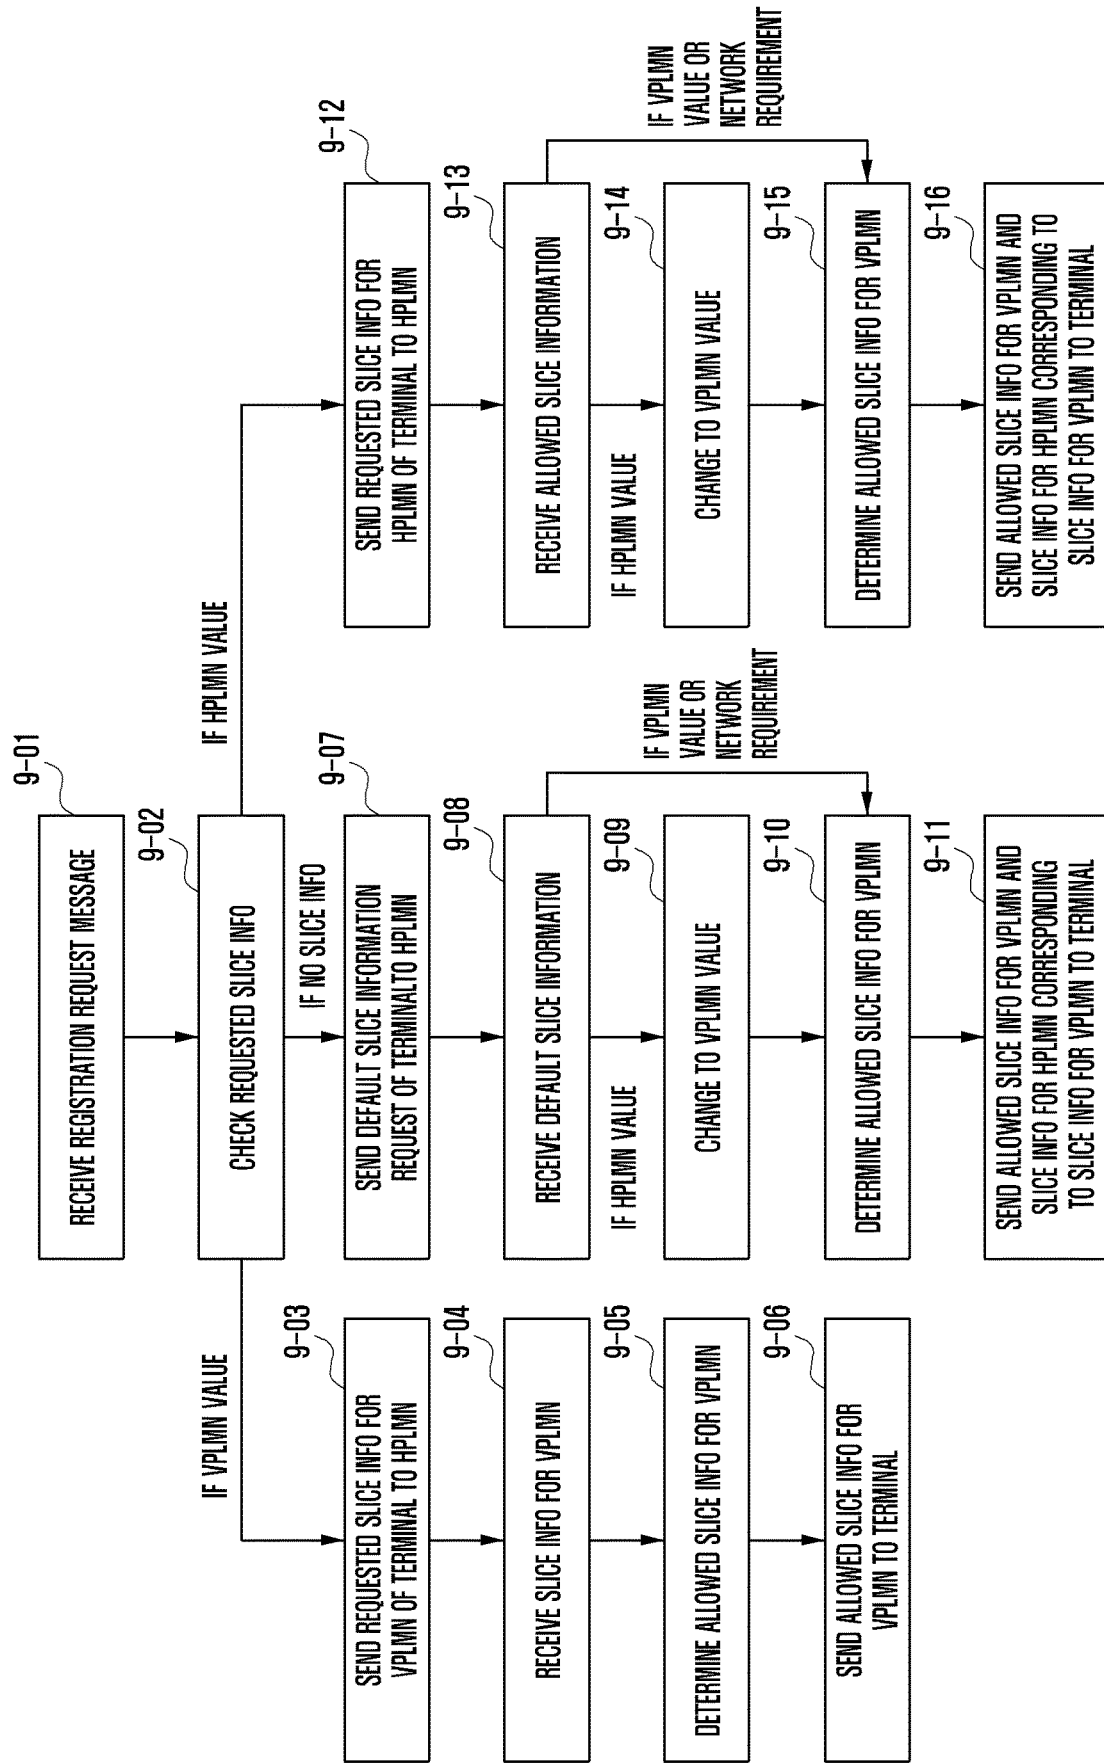 9-01
RECEIVE REGISTRATION REQUEST MESSAGE
9-02
CHECK REQUESTED SLICE INFO
IF VPLMN VALUE
IF NO SLICE INFO
IF HPLMN VALUE
9-03
SEND REQUESTED SLICE INFO FOR
VPLMN OF TERMINAL TO HPLMN
9-04
RECEIVE SLICE INFO FOR VPLMN
9-05
DETERMINE ALLOWED SLICE INFO FOR VPLMN
9-06
SEND ALLOWED SLICE INFO FOR
VPLMN TO TERMINAL
9-07
SEND DEFAULT SLICE INFORMATION
REQUEST OF TERMINALTO HPLMN
9-08
RECEIVE DEFAULT SLICE INFORMATION
IF HPLMN VALUE
IF VPLMN
VALUE OR
NETWORK
REQUIREMENT
9-09
CHANGE TO VPLMN VALUE
9-10
DETERMINE ALLOWED SLICE INFO FOR VPLMN
9-11
SEND ALLOWED SLICE INFO FOR VPLMN AND
SLICE INFO FOR HPLMN CORRESPONDING
TO SLICE INFO FOR VPLMN TO TERMINAL
9-12
SEND REQUESTED SLICE INFO FOR
HPLMN OF TERMINAL TO HPLMN
9-13
RECEIVE ALLOWED SLICE INFORMATION
IF HPLMN VALUE
IF VPLMN
VALUE OR
NETWORK
REQUIREMENT
9-14
CHANGE TO VPLMN VALUE
9-15
DETERMINE ALLOWED SLICE INFO FOR VPLMN
9-16
SEND ALLOWED SLICE INFO FOR VPLMN AND
SLICE INFO FOR HPLMN CORRESPONDING TO
SLICE INFO FOR VPLMN TO TERMINAL